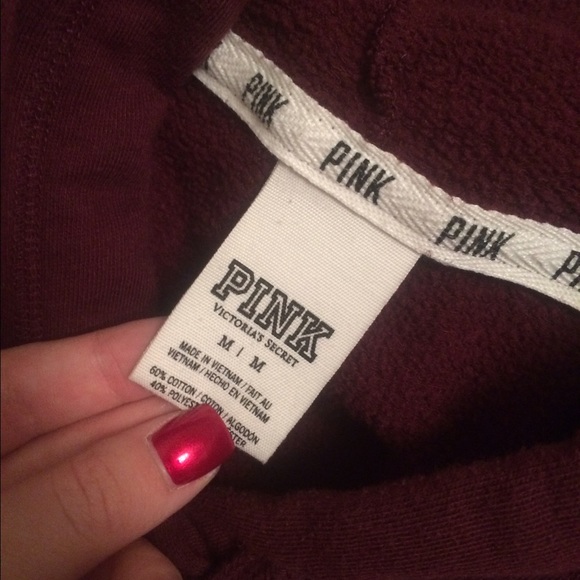 PINK
PINK
PINK
PINK
VICTORIA'S SECRET
M | M
MADE IN VIETNAM / FAIT AU
VIETNAM / HECHO EN VIETNAM
60% COTTON / COTON / ALGODÓN
40%